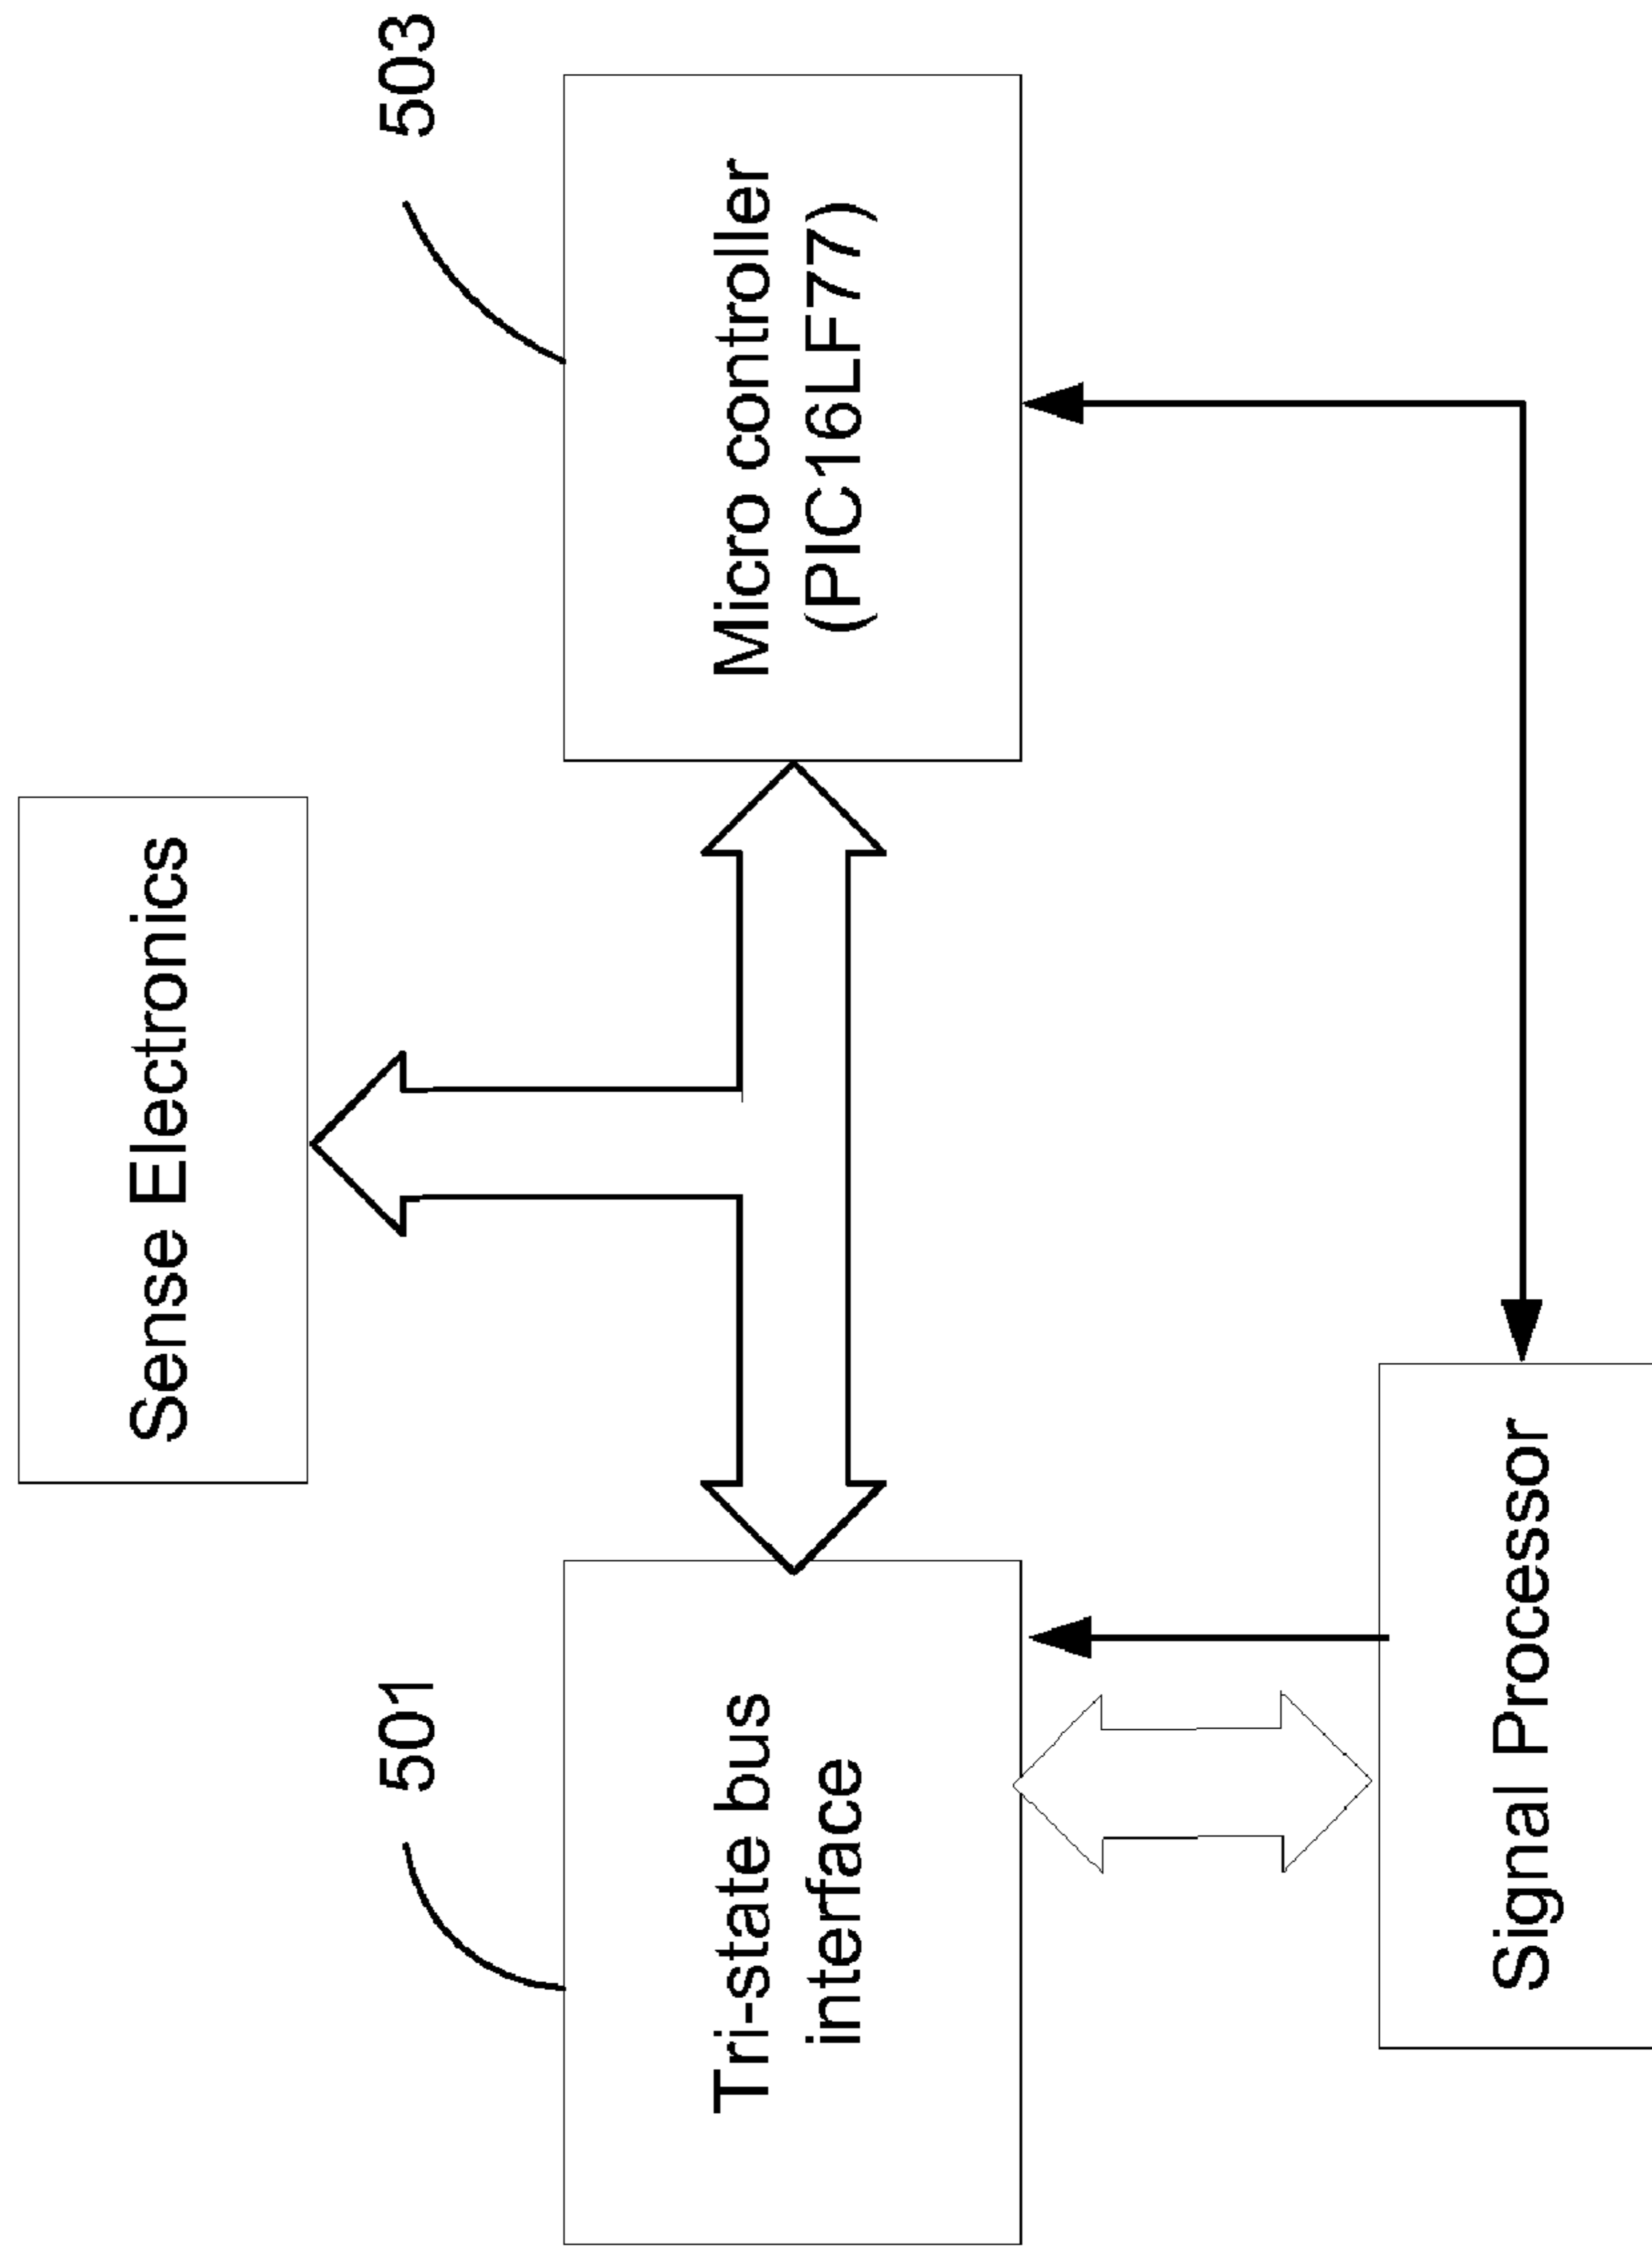 Sense Electronics
501
503
Tri-state bus
interface
Micro controller
(PIC16LF77)
Signal Processor